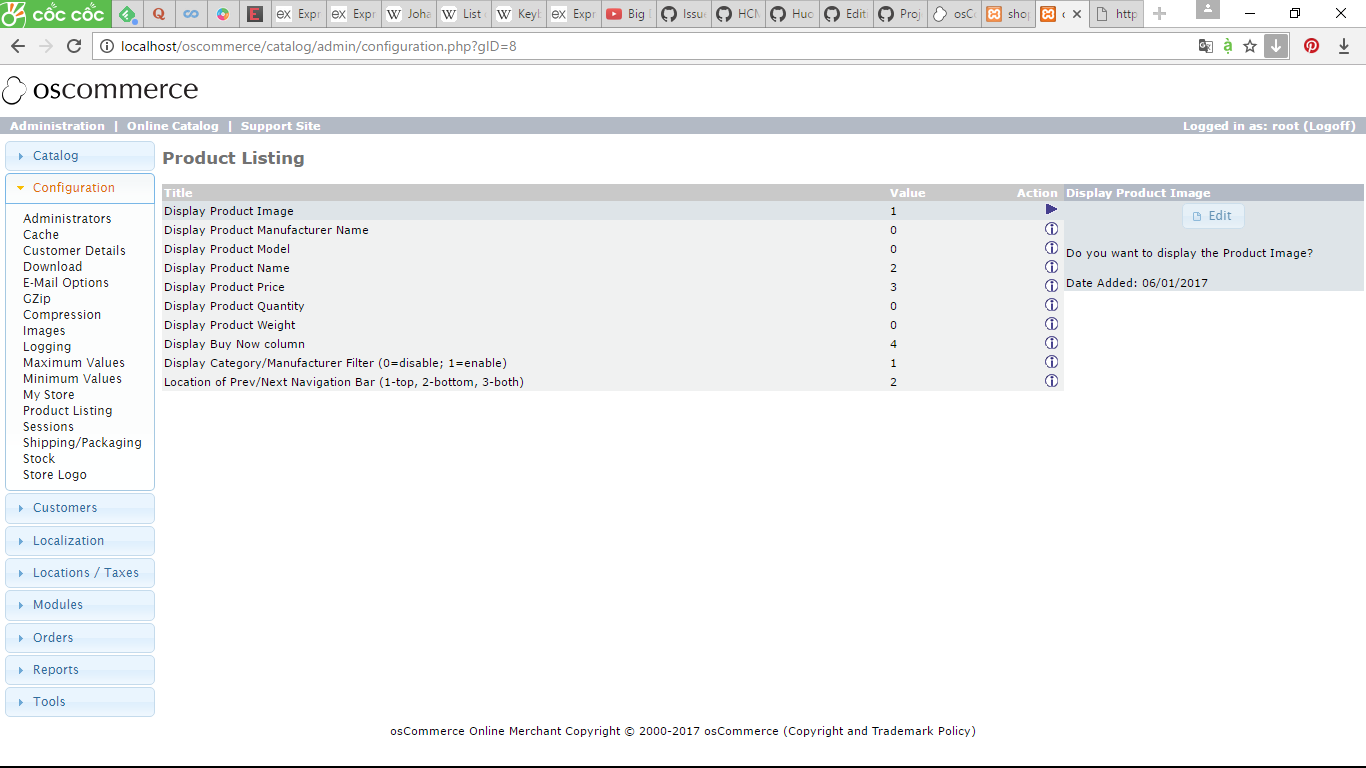 cốc cốc
Expr
Expr
Joha
List
Keyb
Expr
Big
Issu
HCM
Huo
Edit
Proj
osC
shop
http
localhost/oscommerce/catalog/admin/configuration.php?gID=8
oscommerce
Administration | Online Catalog | Support Site
Logged in as: root (Logoff)
Catalog
Configuration
Administrators
Cache
Customer Details
Download
E-Mail Options
GZip
Compression
Images
Logging
Maximum Values
Minimum Values
My Store
Product Listing
Sessions
Shipping/Packaging
Stock
Store Logo
Customers
Localization
Locations / Taxes
Modules
Orders
Reports
Tools
Product Listing
Title Value Action
Display Product Image 1
Display Product Manufacturer Name 0
Display Product Model 0
Display Product Name 2
Display Product Price 3
Display Product Quantity 0
Display Product Weight 0
Display Buy Now column 4
Display Category/Manufacturer Filter (0=disable; 1=enable) 1
Location of Prev/Next Navigation Bar (1-top, 2-bottom, 3-both) 2
Display Product Image
Edit
Do you want to display the Product Image?
Date Added: 06/01/2017
osCommerce Online Merchant Copyright © 2000-2017 osCommerce (Copyright and Trademark Policy)